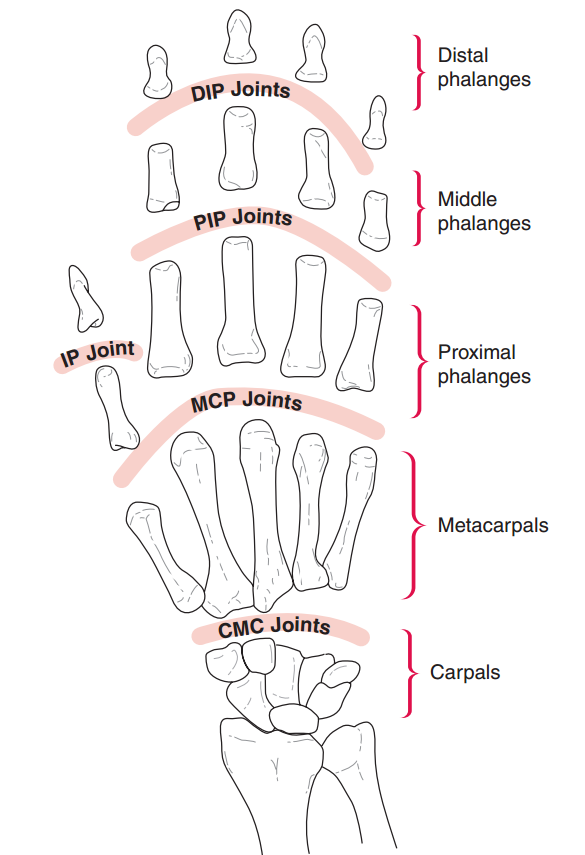 Distal
phalanges
DIP Joints
Middle
phalanges
PIP Joints
IP Joint
Proximal
phalanges
MCP Joints
Metacarpals
CMC Joints
Carpals